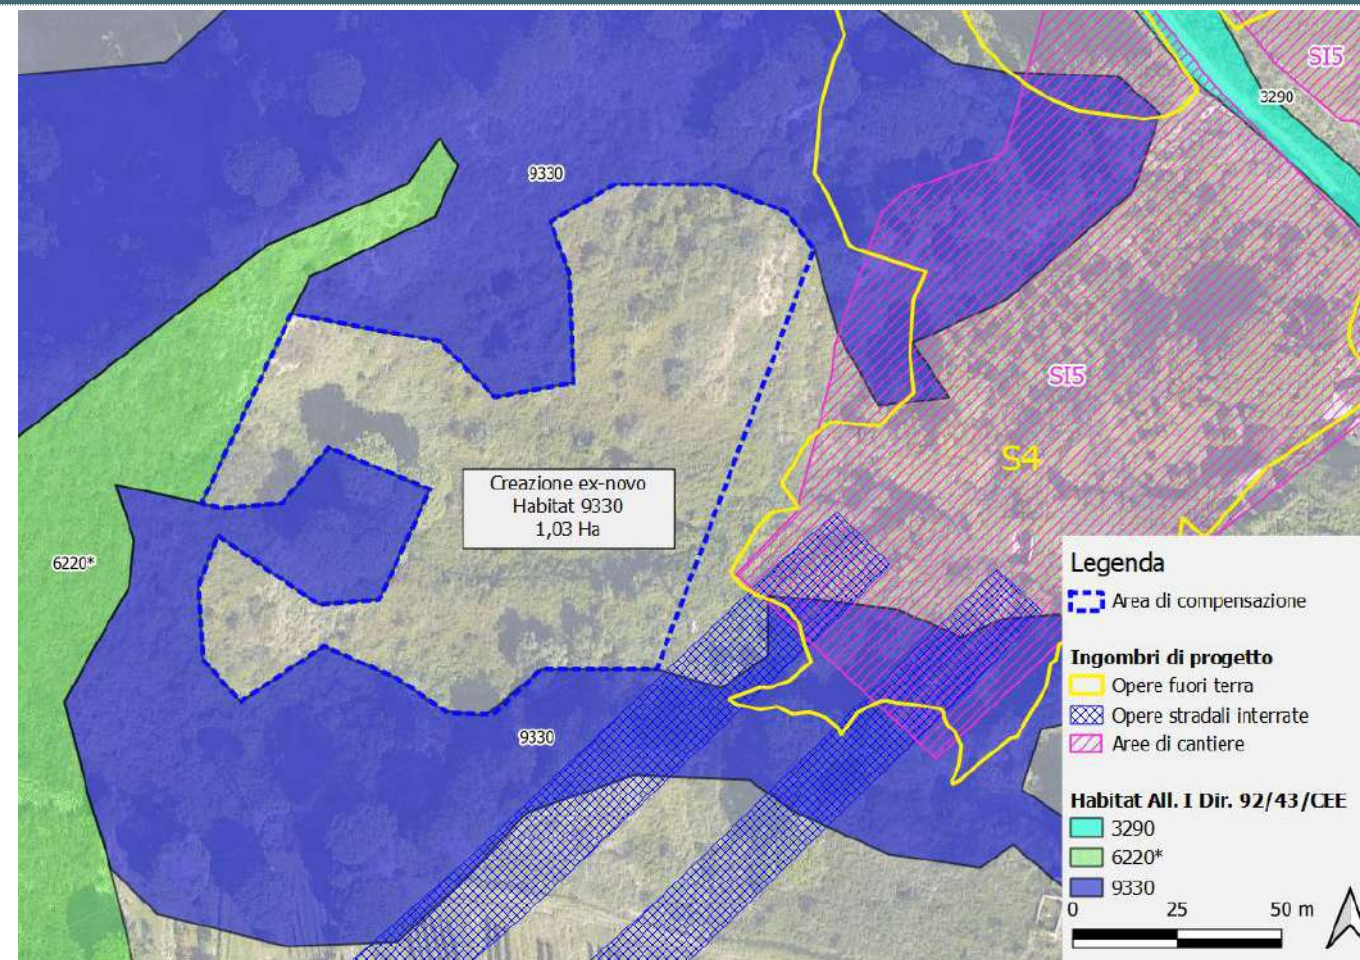 SI5
3290
9330
SI5
S4
Creazione ex-novo
Habitat 9330
1,03 Ha
6220*
9330
Legenda
Area di compensazione
Ingombri di progetto
Opere fuori terra
Opere stradali interrate
Aree di cantiere
Habitat All. I Dir. 92/43/CEE
3290
6220*
9330
0 25 50 m